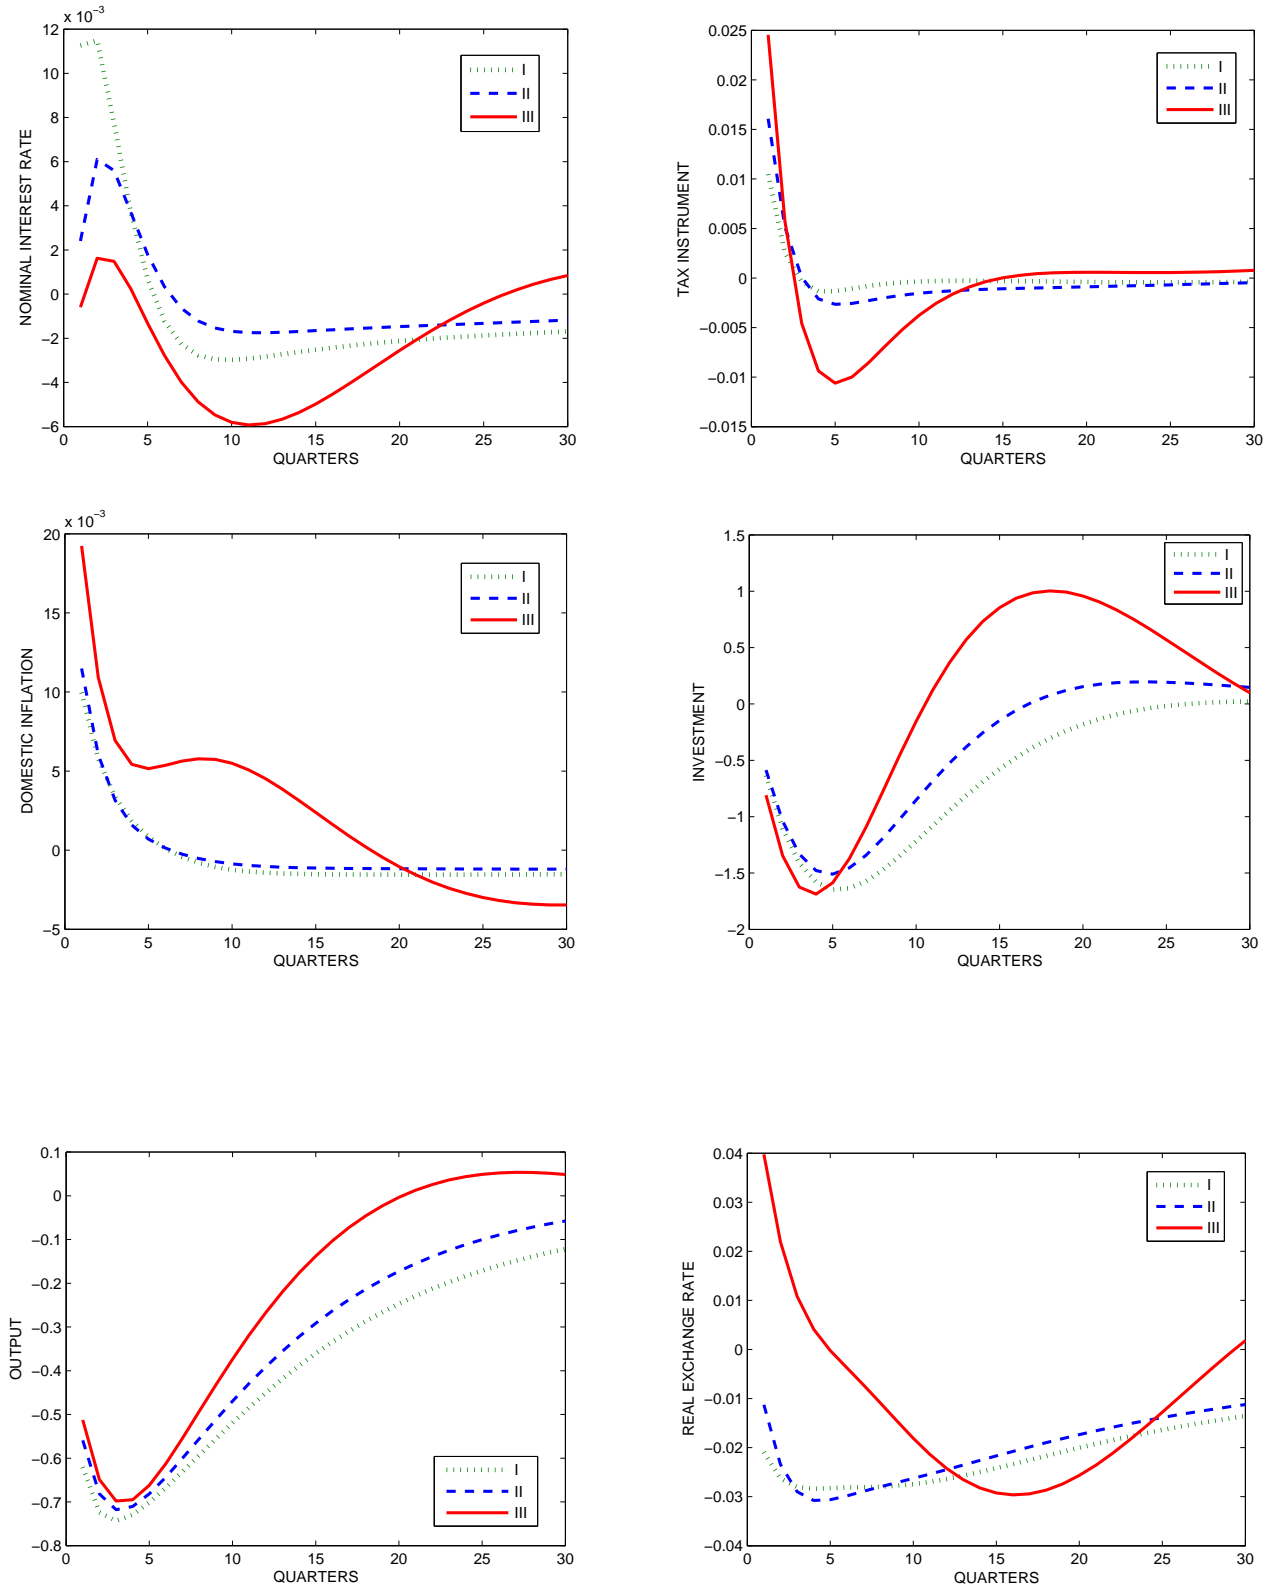 x 10⁻³
12
10
8
6
4
2
0
−2
−4
−6
0 5 10 15 20 25 30
QUARTERS
NOMINAL INTEREST RATE
I
II
III
0.025
0.02
0.015
0.01
0.005
0
−0.005
−0.01
−0.015
0 5 10 15 20 25 30
QUARTERS
TAX INSTRUMENT
I
II
III
x 10⁻³
20
15
10
5
0
−5
0 5 10 15 20 25 30
QUARTERS
DOMESTIC INFLATION
I
II
III
1.5
1
0.5
0
−0.5
−1
−1.5
−2
0 5 10 15 20 25 30
QUARTERS
INVESTMENT
I
II
III
0.1
0
−0.1
−0.2
−0.3
−0.4
−0.5
−0.6
−0.7
−0.8
0 5 10 15 20 25 30
QUARTERS
OUTPUT
I
II
III
0.04
0.03
0.02
0.01
0
−0.01
−0.02
−0.03
−0.04
0 5 10 15 20 25 30
QUARTERS
REAL EXCHANGE RATE
I
II
III